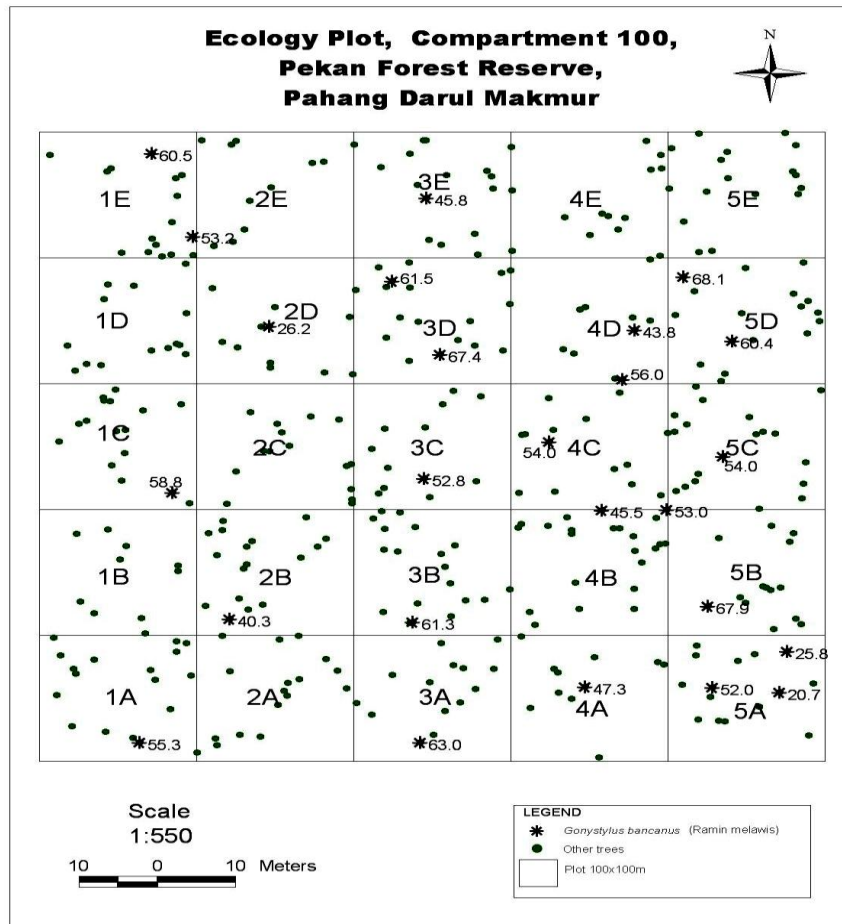 Ecology Plot, Compartment 100,
Pekan Forest Reserve,
Pahang Darul Makmur
N
60.5
1E
2E
3E
45.8
4E
5E
53.2
61.5
68.1
1D
2D
26.2
3D
67.4
4D
43.8
5D
60.4
56.0
1C
2C
3C
54.0
4C
5C
54.0
58.8
52.8
45.5
53.0
1B
2B
3B
4B
5B
40.3
61.3
67.9
25.8
1A
2A
3A
47.3
4A
52.0
20.7
5A
55.3
63.0
Scale
1:550
10 0 10 Meters
LEGEND
Gonystylus bancanus (Ramin melawis)
Other trees
Plot 100x100m